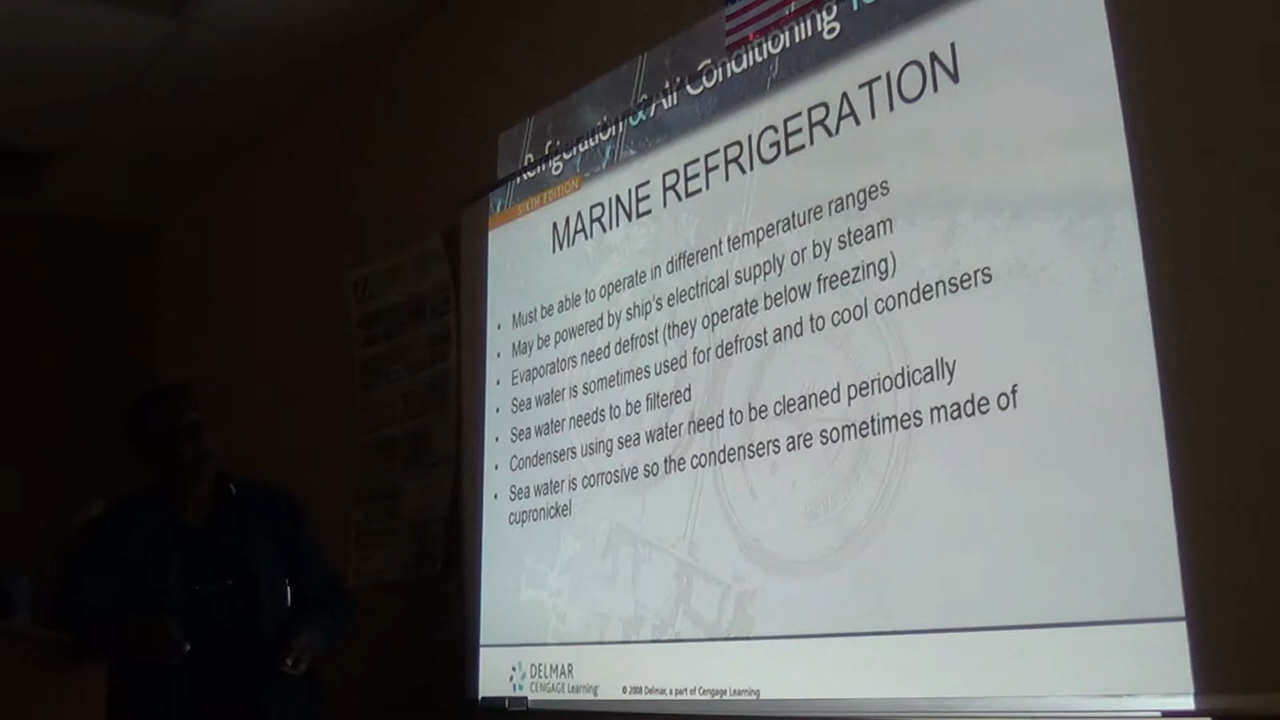 Refrigeration & Air Conditioning
SIXTH EDITION
MARINE REFRIGERATION
• Must be able to operate in different temperature ranges
• May be powered by ship's electrical supply or by steam
• Evaporators need defrost (they operate below freezing)
• Sea water is sometimes used for defrost and to cool condensers
• Sea water needs to be filtered
• Condensers using sea water need to be cleaned periodically
• Sea water is corrosive so the condensers are sometimes made of
cupronickel
DELMAR
CENGAGE Learning
© 2008 Delmar, a part of Cengage Learning